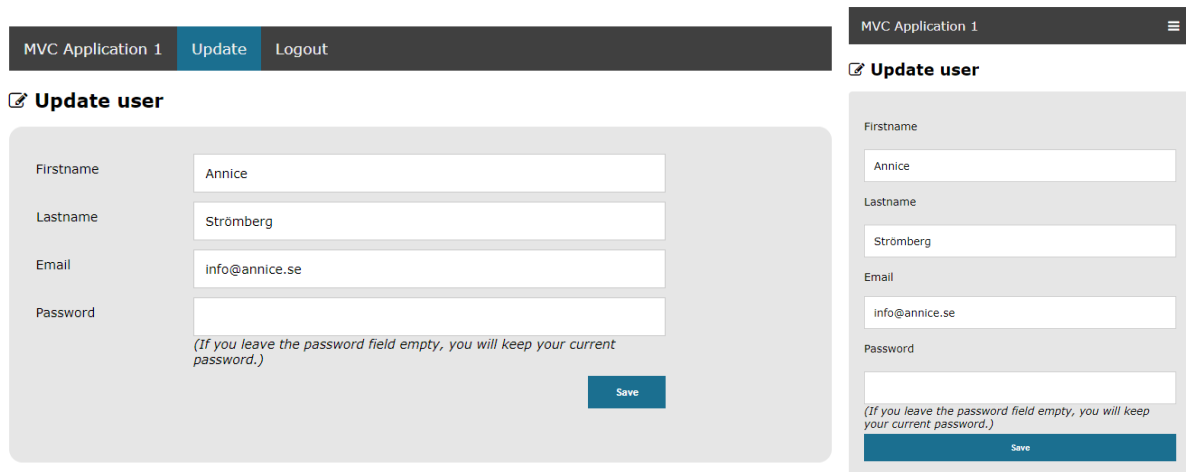 MVC Application 1 Update Logout
Update user
Firstname Annice
Lastname Strömberg
Email info@annice.se
Password
(If you leave the password field empty, you will keep your current
password.)
Save
MVC Application 1
Update user
Firstname
Annice
Lastname
Strömberg
Email
info@annice.se
Password
(If you leave the password field empty, you will keep
your current password.)
Save